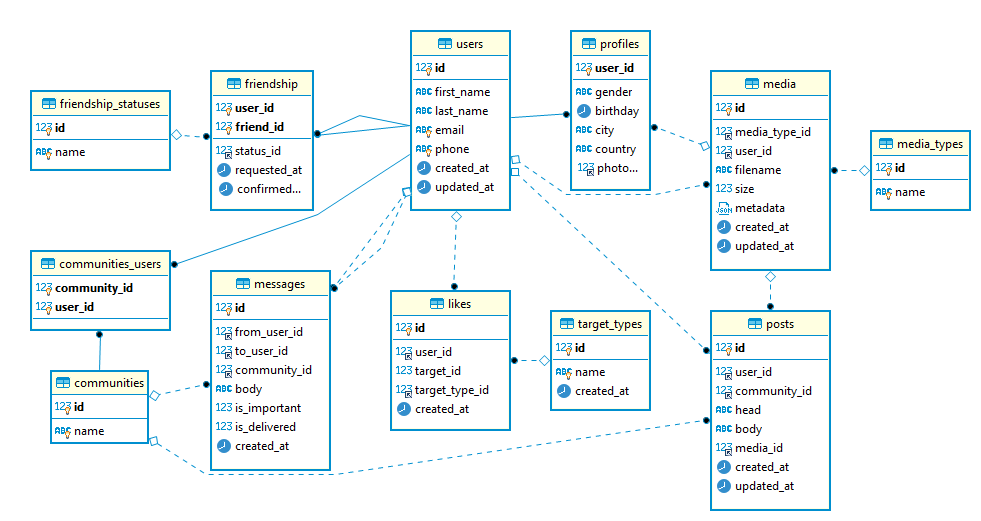 users
123 id
ABC first_name
ABC last_name
ABC email
ABC phone
created_at
updated_at
profiles
123 user_id
ABC gender
birthday
ABC city
ABC country
123 photo...
friendship
123 user_id
123 friend_id
123 status_id
requested_at
confirmed...
friendship_statuses
123 id
ABC name
media
123 id
123 media_type_id
123 user_id
ABC filename
123 size
JSON metadata
created_at
updated_at
media_types
123 id
ABC name
communities_users
123 community_id
123 user_id
messages
123 id
123 from_user_id
123 to_user_id
123 community_id
ABC body
123 is_important
123 is_delivered
created_at
likes
123 id
123 user_id
123 target_id
123 target_type_id
created_at
target_types
123 id
ABC name
created_at
posts
123 id
123 user_id
123 community_id
ABC head
ABC body
123 media_id
created_at
updated_at
communities
123 id
ABC name